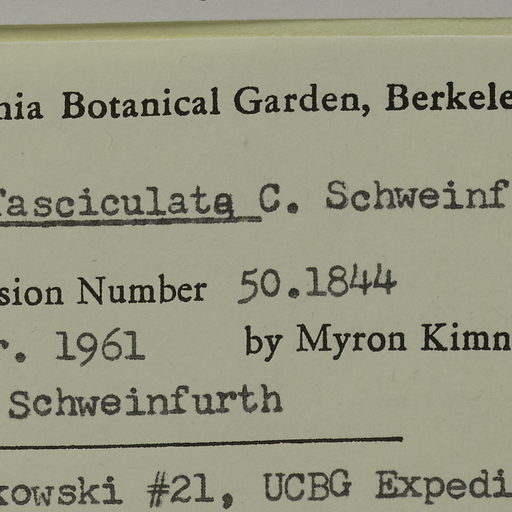 nia Botanical Garden, Berkele
fasciculata C. Schweinf
sion Number 50.1844
r. 1961 by Myron Kimn
Schweinfurth
kowski #21, UCBG Expedi